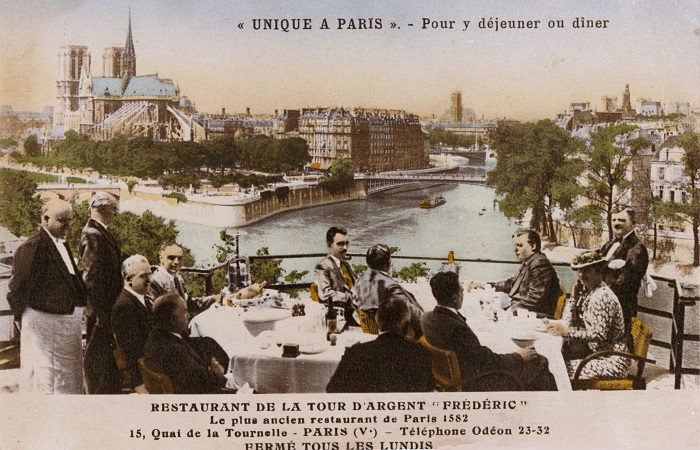 « UNIQUE A PARIS ». - Pour y déjeuner ou dîner
RESTAURANT DE LA TOUR D'ARGENT "FRÉDÉRIC"
Le plus ancien restaurant de Paris 1582
15, Quai de la Tournelle - PARIS (Vᵉ) - Téléphone Odéon 23-32
FERMÉ TOUS LES LUNDIS